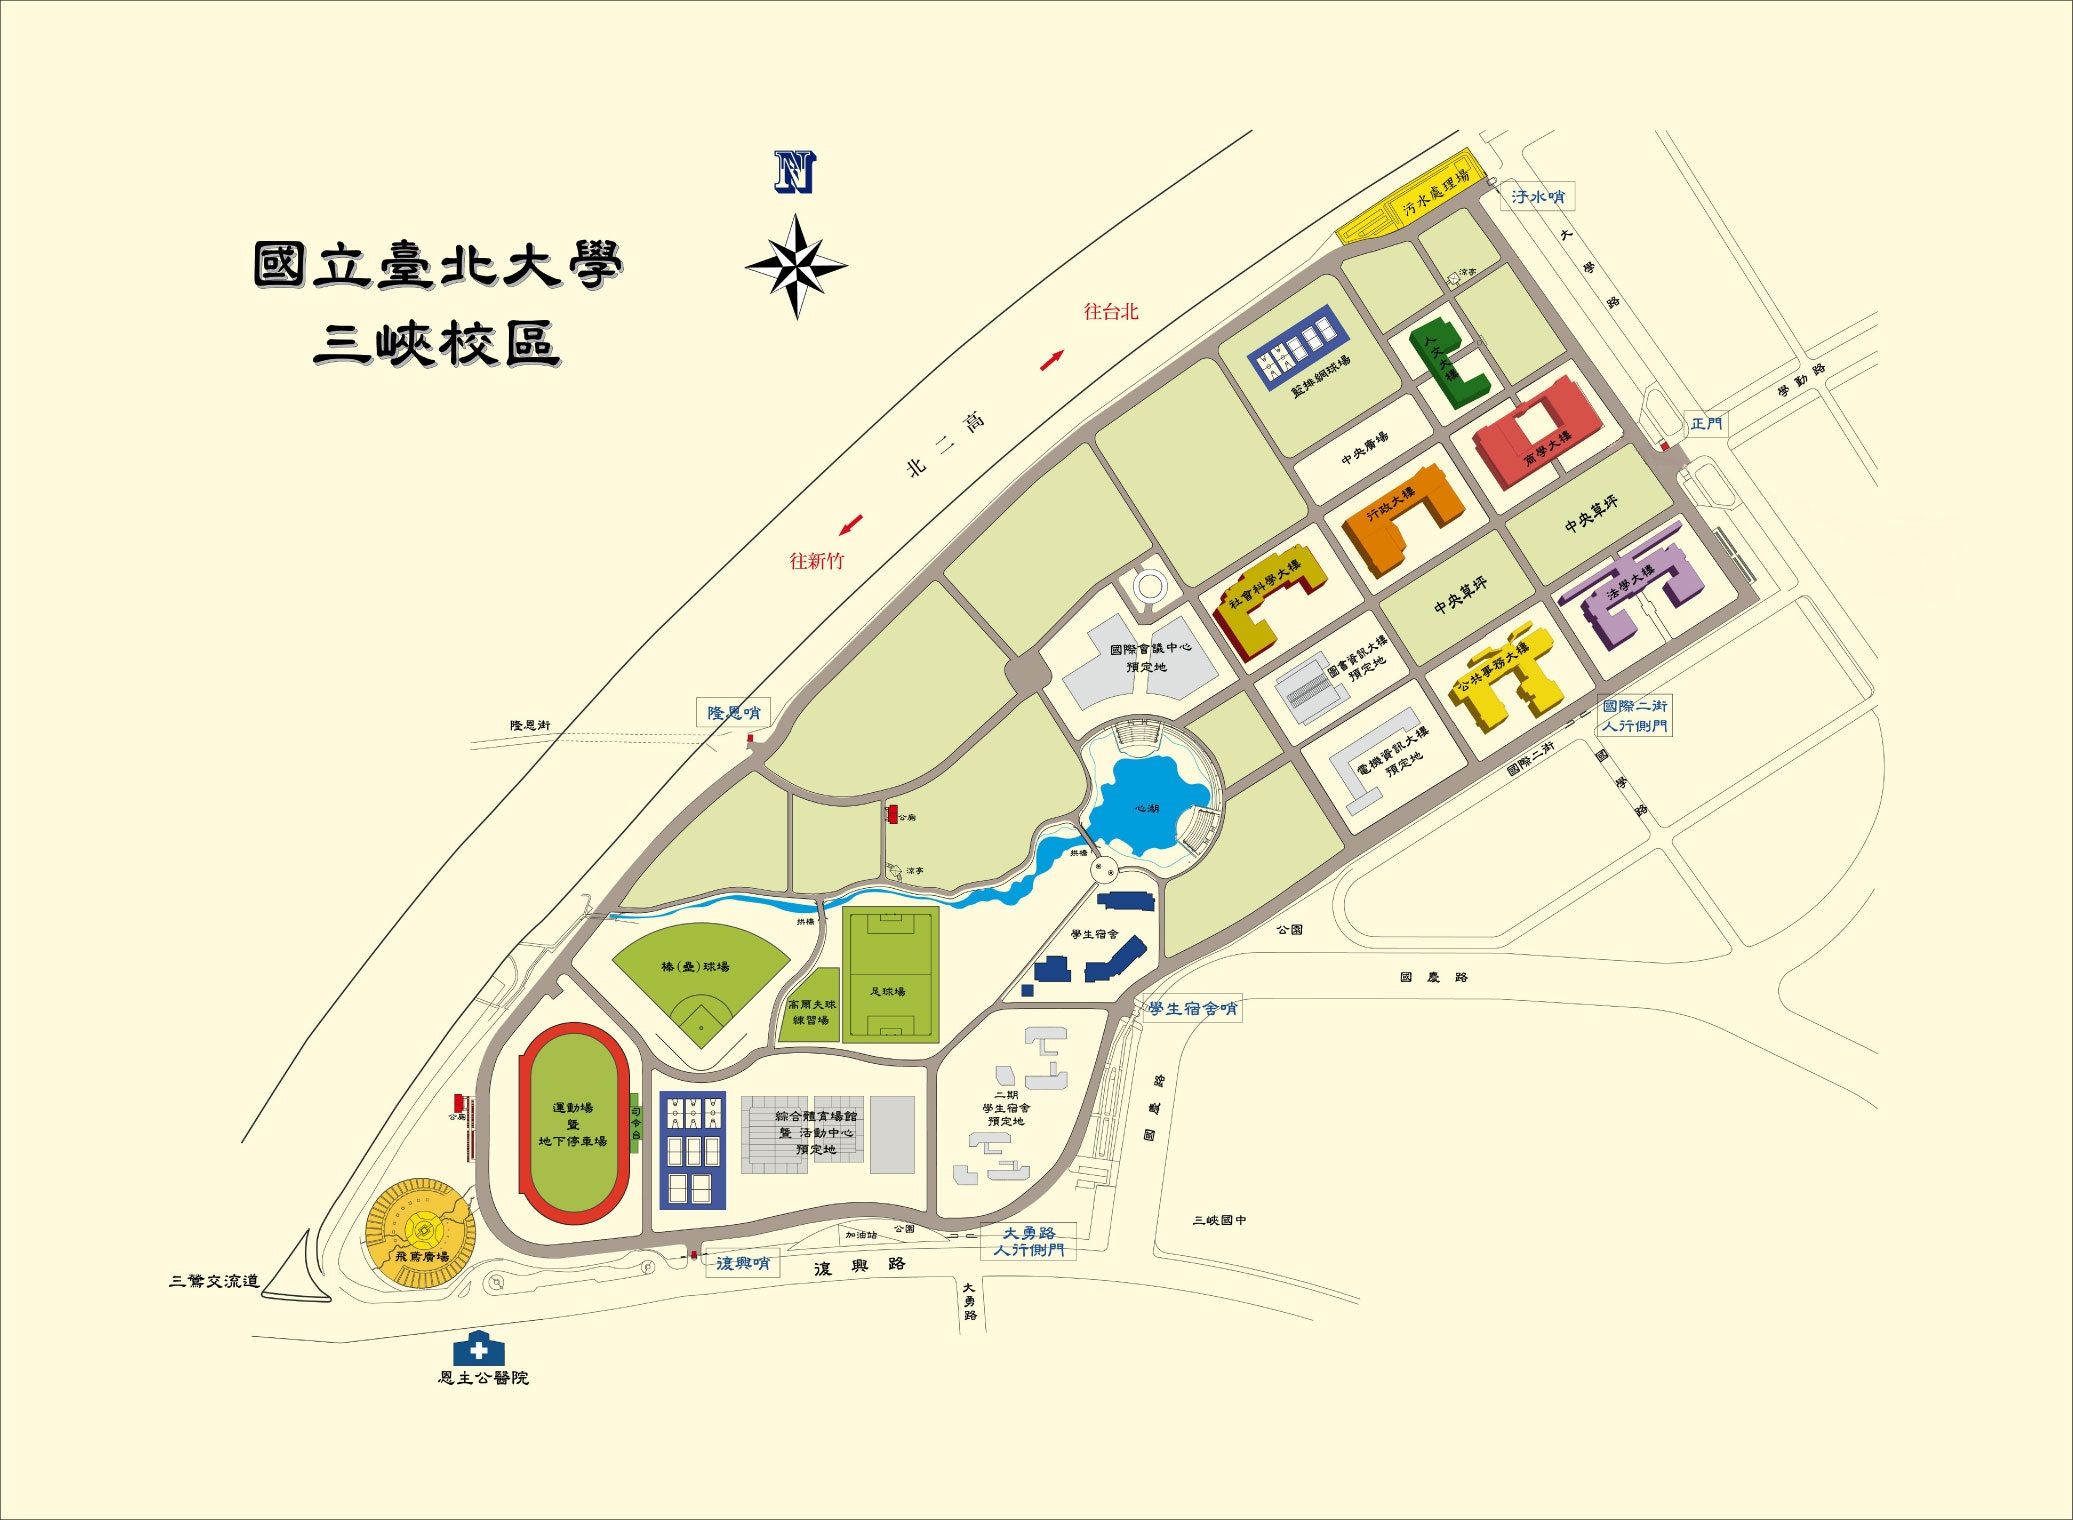 N
國立臺北大學
三峽校區
污水處理場
汙水哨
大學路
涼亭
往台北
人文大樓
籃排網球場
學勤路
商學大樓
正門
北二高
中央廣場
行政大樓
中央草坪
往新竹
社會科學大樓
法學大樓
中央草坪
國際會議中心
預定地
圖書資訊大樓
預定地
公共事務大樓
隆恩街
隆恩哨
國際二街
人行側門
電機資訊大樓
預定地
國際二街
國學路
心湖
公廁
拱橋
涼亭
拱橋
學生宿舍
公園
棒(壘)球場
足球場
國慶路
高爾夫球
練習場
學生宿舍哨
運動場
暨
地下停車場
司令台
公廁
綜合體育場館
暨 活動中心
預定地
二期
學生宿舍
預定地
國慶路
三峽國中
飛鳶廣場
加油站
公園
大勇路
人行側門
復興哨
復興路
三鶯交流道
大勇路
恩主公醫院